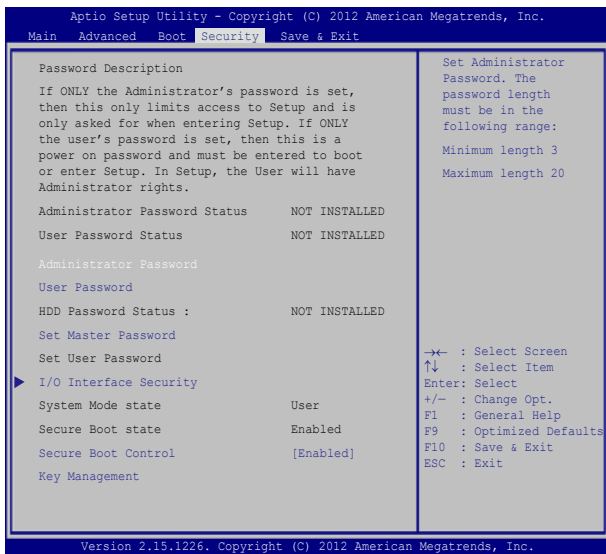 Aptio Setup Utility - Copyright (C) 2012 American Megatrends, Inc.
Main Advanced Boot Security Save & Exit
Password Description
If ONLY the Administrator's password is set,
then this only limits access to Setup and is
only asked for when entering Setup. If ONLY
the user's password is set, then this is a
power on password and must be entered to boot
or enter Setup. In Setup, the User will have
Administrator rights.
Administrator Password Status NOT INSTALLED
User Password Status NOT INSTALLED
Administrator Password
User Password
HDD Password Status : NOT INSTALLED
Set Master Password
Set User Password
I/O Interface Security
System Mode state User
Secure Boot state Enabled
Secure Boot Control [Enabled]
Key Management
Set Administrator
Password. The
password length
must be in the
following range:
Minimum length 3
Maximum length 20
→← : Select Screen
↑↓ : Select Item
Enter: Select
+/— : Change Opt.
F1 : General Help
F9 : Optimized Defaults
F10 : Save & Exit
ESC : Exit
Version 2.15.1226. Copyright (C) 2012 American Megatrends, Inc.